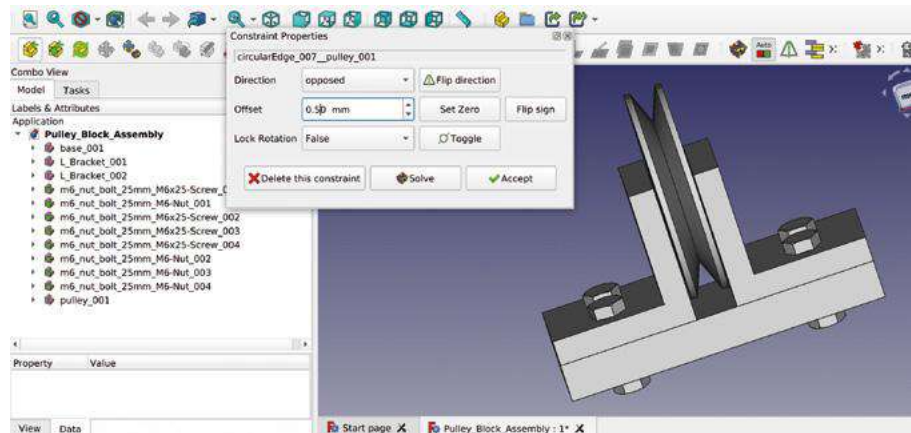 Constraint Properties
circularEdge_007__pulley_001
Direction opposed Flip direction
Offset 0.50 mm Set Zero Flip sign
Lock Rotation False Toggle
Delete this constraint Solve Accept
Auto
Combo View
Model Tasks
Labels & Attributes
Application
Pulley_Block_Assembly
base_001
L_Bracket_001
L_Bracket_002
m6_nut_bolt_25mm_M6x25-Screw_0
m6_nut_bolt_25mm_M6-Nut_001
m6_nut_bolt_25mm_M6x25-Screw_002
m6_nut_bolt_25mm_M6x25-Screw_003
m6_nut_bolt_25mm_M6x25-Screw_004
m6_nut_bolt_25mm_M6-Nut_002
m6_nut_bolt_25mm_M6-Nut_003
m6_nut_bolt_25mm_M6-Nut_004
pulley_001
Property Value
View Data
Start page Pulley_Block_Assembly : 1*